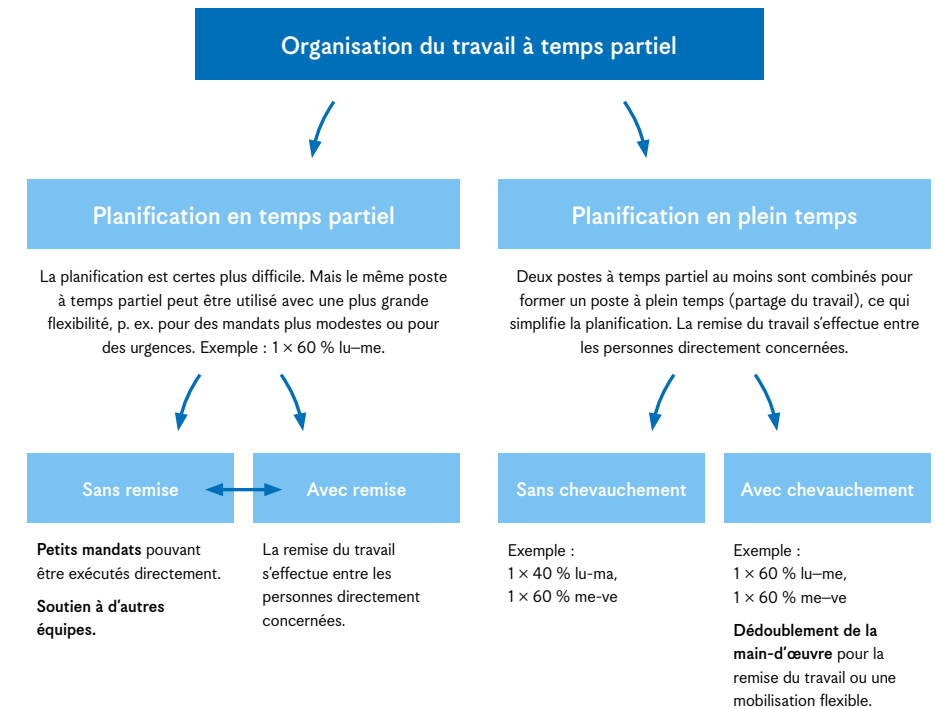 Organisation du travail à temps partiel
Planification en temps partiel
La planification est certes plus difficile. Mais le même poste
à temps partiel peut être utilisé avec une plus grande
flexibilité, p. ex. pour des mandats plus modestes ou pour
des urgences. Exemple : 1 × 60 % lu–me.
Planification en plein temps
Deux postes à temps partiel au moins sont combinés pour
former un poste à plein temps (partage du travail), ce qui
simplifie la planification. La remise du travail s’effectue entre
les personnes directement concernées.
Sans remise
Petits mandats pouvant
être exécutés directement.
Soutien à d’autres
équipes.
Avec remise
La remise du travail
s’effectue entre les
personnes directement
concernées.
Sans chevauchement
Exemple :
1 × 40 % lu-ma,
1 × 60 % me-ve
Avec chevauchement
Exemple :
1 × 60 % lu–me,
1 × 60 % me–ve
Dédoublement de la
main-d’œuvre pour la
remise du travail ou une
mobilisation flexible.